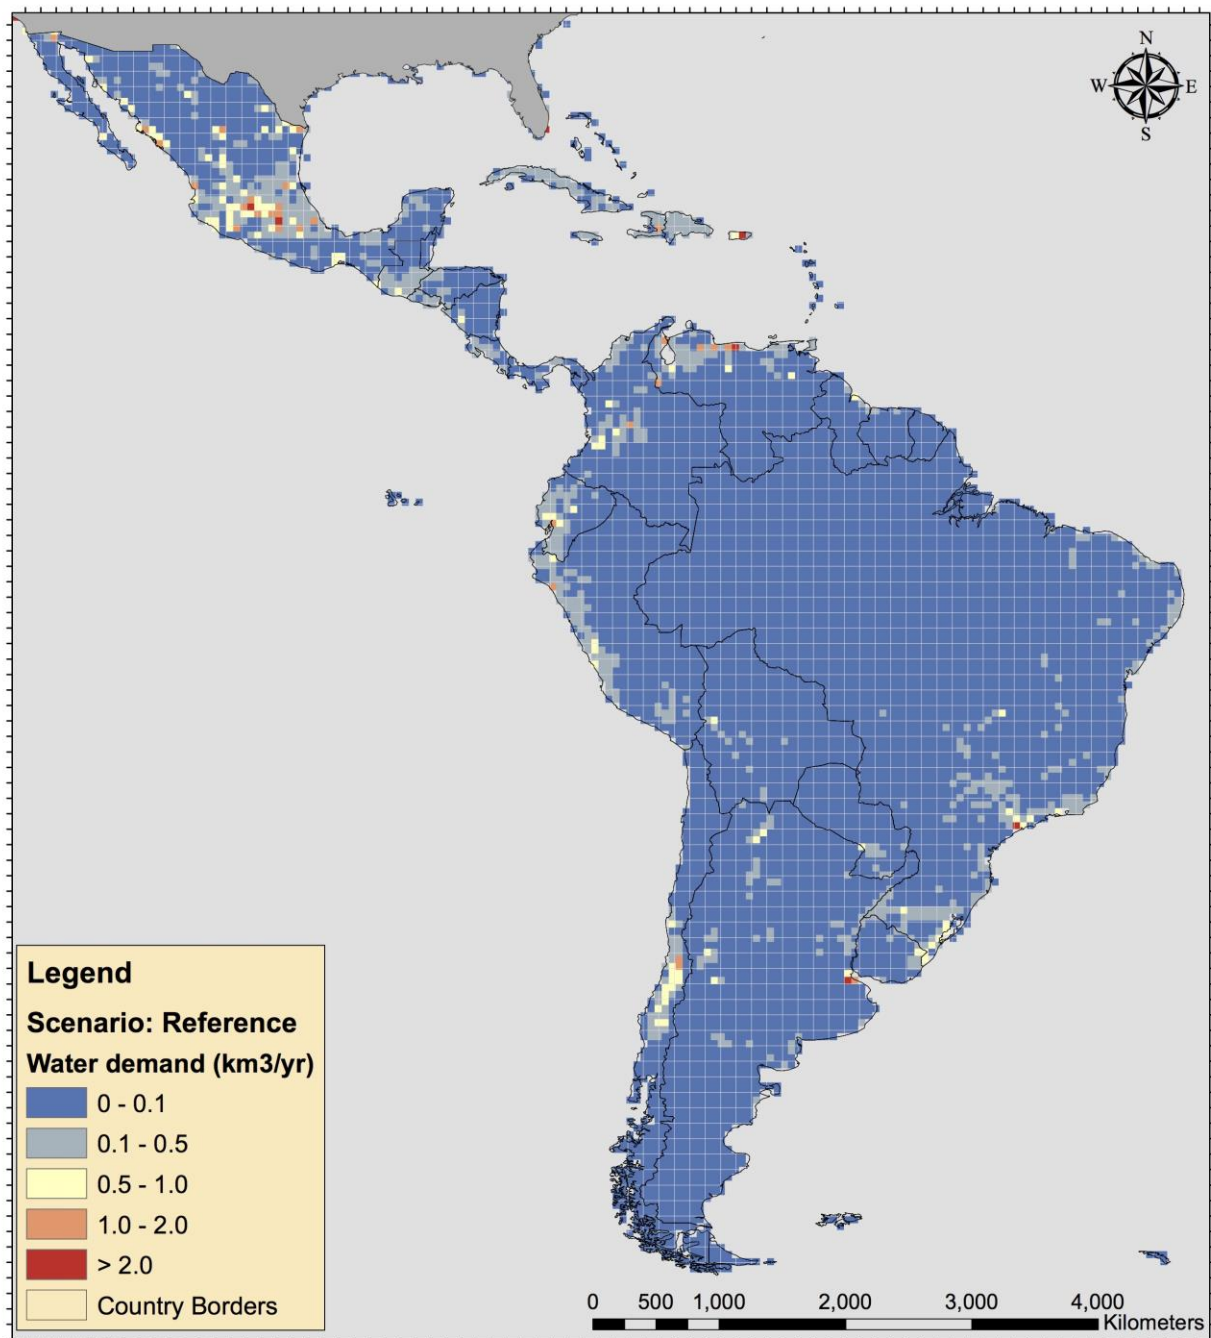 N
W E
S
Legend
Scenario: Reference
Water demand (km3/yr)
0 - 0.1
0.1 - 0.5
0.5 - 1.0
1.0 - 2.0
> 2.0
Country Borders
0 500 1,000 2,000 3,000 4,000
Kilometers